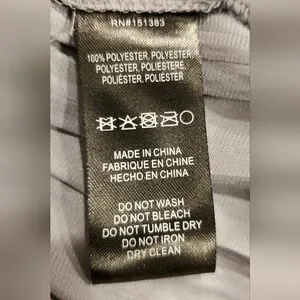 RN#151383
100% POLYESTER, POLYESTER,
POLYESTER, POLIESTERE,
POLIÉSTER, POLIÉSTER
MADE IN CHINA
FABRIQUE EN CHINE
HECHO EN CHINA
DO NOT WASH
DO NOT BLEACH
DO NOT TUMBLE DRY
DO NOT IRON
DRY CLEAN